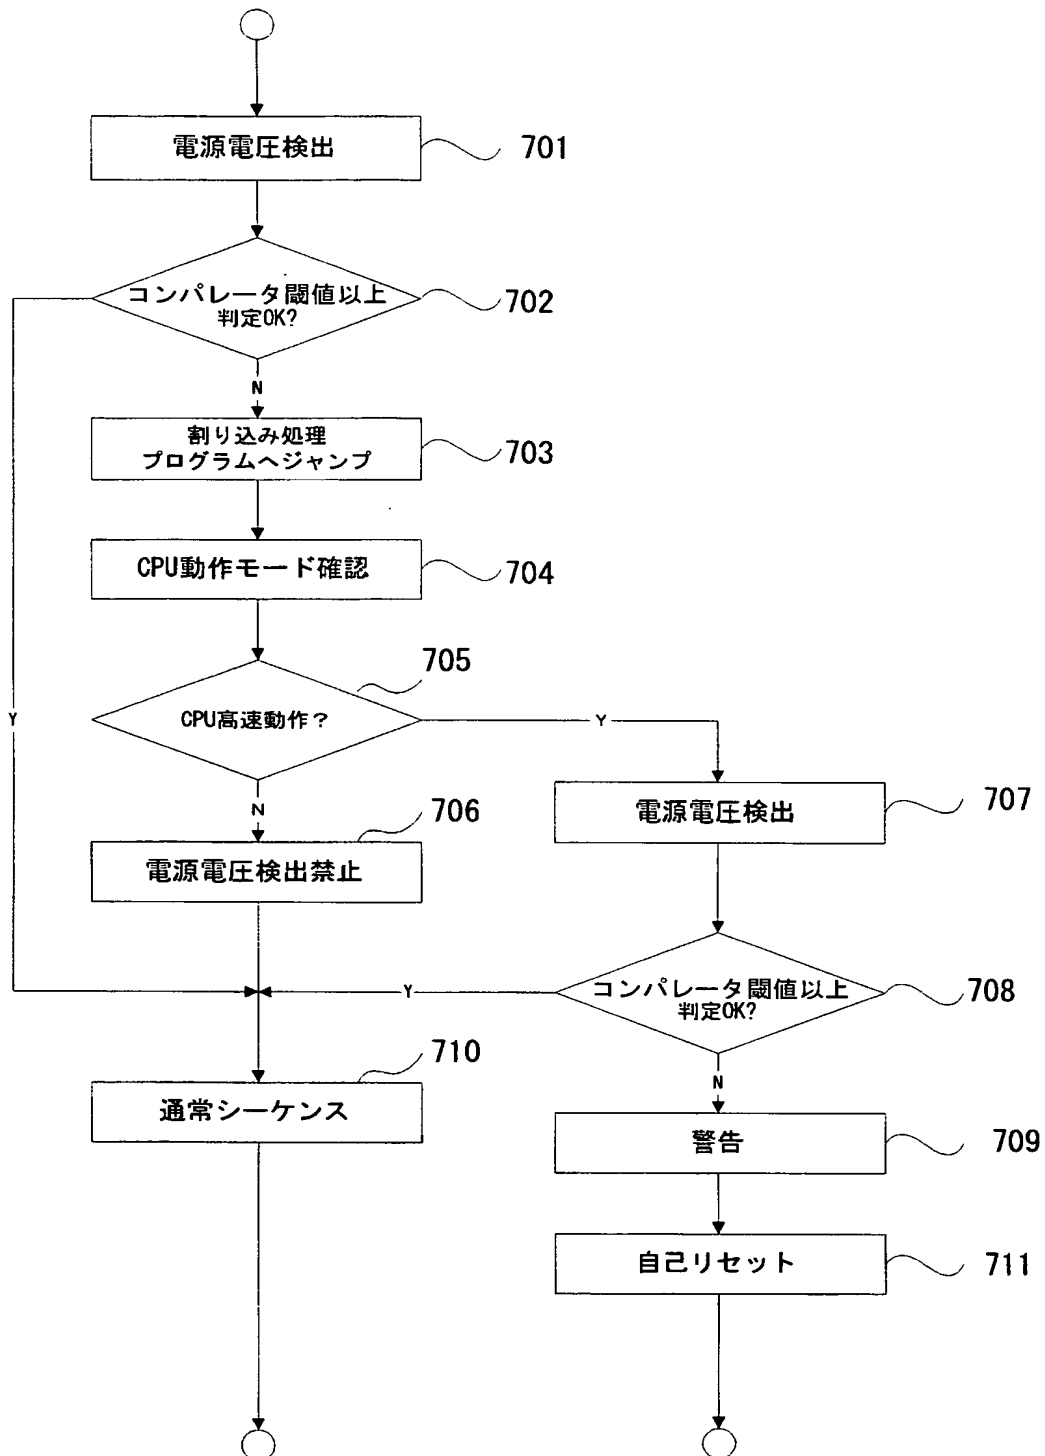 電源電圧検出
701
コンパレータ閾値以上
判定OK?
702
N
割り込み処理
プログラムへジャンプ
703
CPU動作モード確認
704
705
CPU高速動作？
Y
Y
N
706
電源電圧検出禁止
電源電圧検出
707
コンパレータ閾値以上
判定OK?
708
Y
N
710
通常シーケンス
警告
709
自己リセット
711